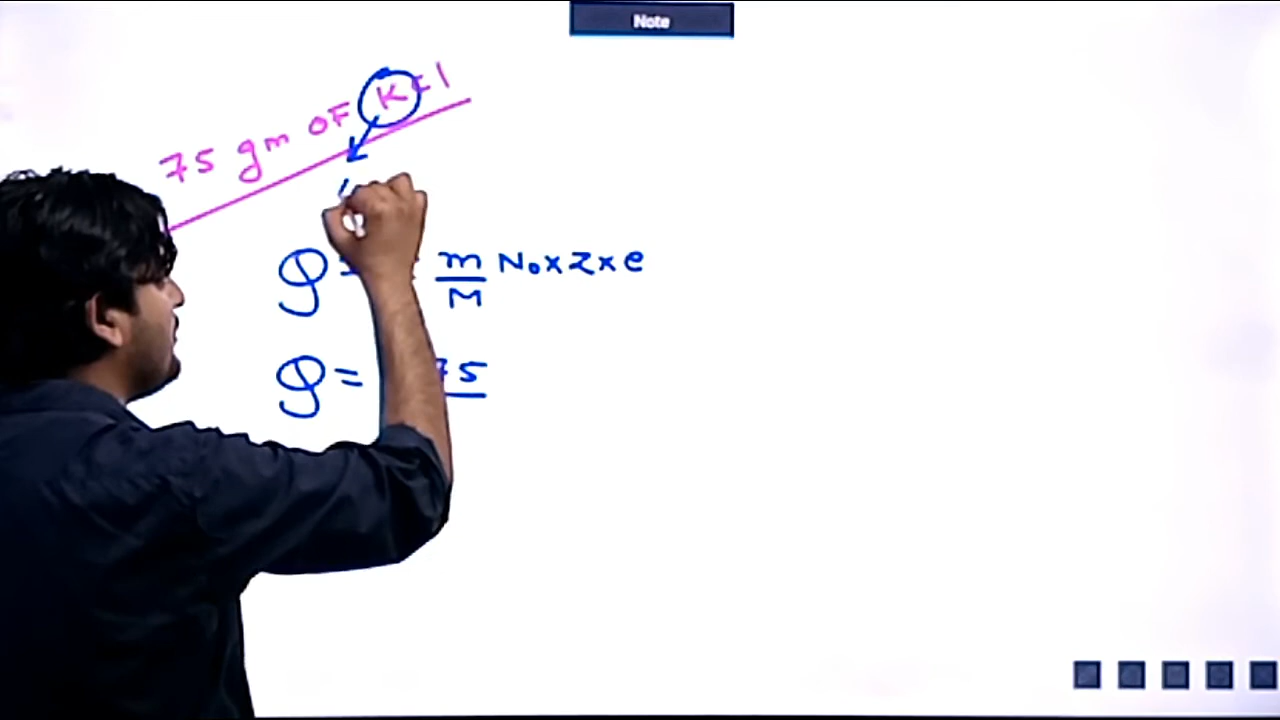 Note
75 gm OF KCl
φ = m/M N₀ x Z x e
φ = 75